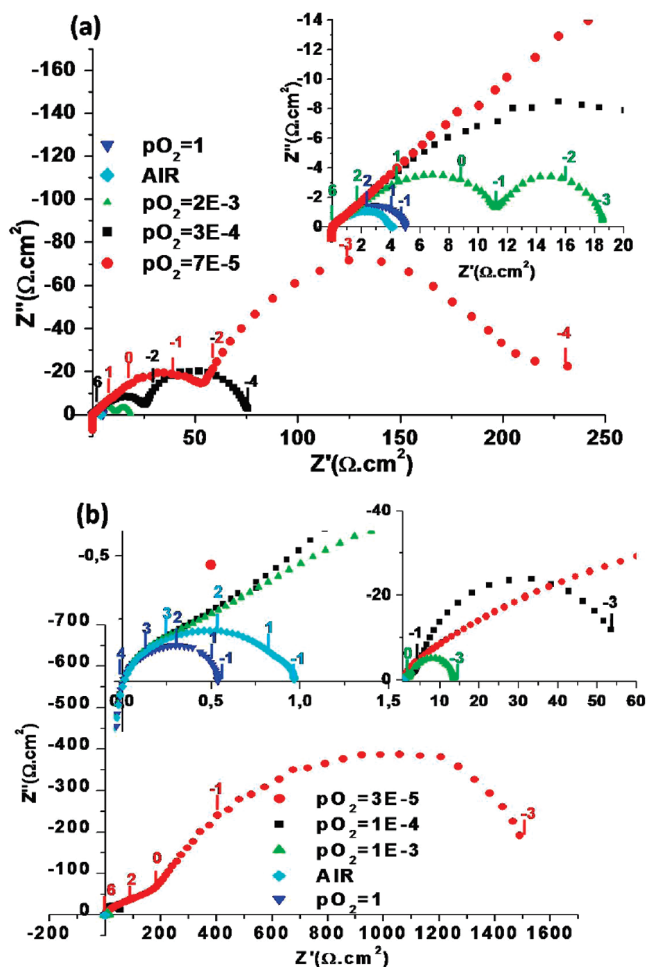 (a)
-160
-140
-120
-100
-80
-60
-40
-20
0
Z''(Ω.cm²)
pO₂=1
AIR
pO₂=2E-3
pO₂=3E-4
pO₂=7E-5
6 1 0 -2 -1 -2 -4 -3 -4
0 50 100 150 200 250
Z'(Ω.cm²)
-14
-12
-10
-8
-6
-4
-2
0
Z''(Ω.cm²)
6 2 2 1 1 -1 0 -1 -2 -3
2 4 6 8 10 12 14 16 18 20
Z'(Ω.cm²)
(b)
-0,5
4 3 3 2 2 1 -1 1 -1
0,0 0,5 1,0 1,5
-40
-20
0
0 -1 -3 -3
10 20 30 40 50 60
-700
-600
-500
-400
-300
-200
-100
0
Z''(Ω.cm²)
6 2 0 -1 -3
pO₂=3E-5
pO₂=1E-4
pO₂=1E-3
AIR
pO₂=1
-200 0 200 400 600 800 1000 1200 1400 1600
Z'(Ω.cm²)